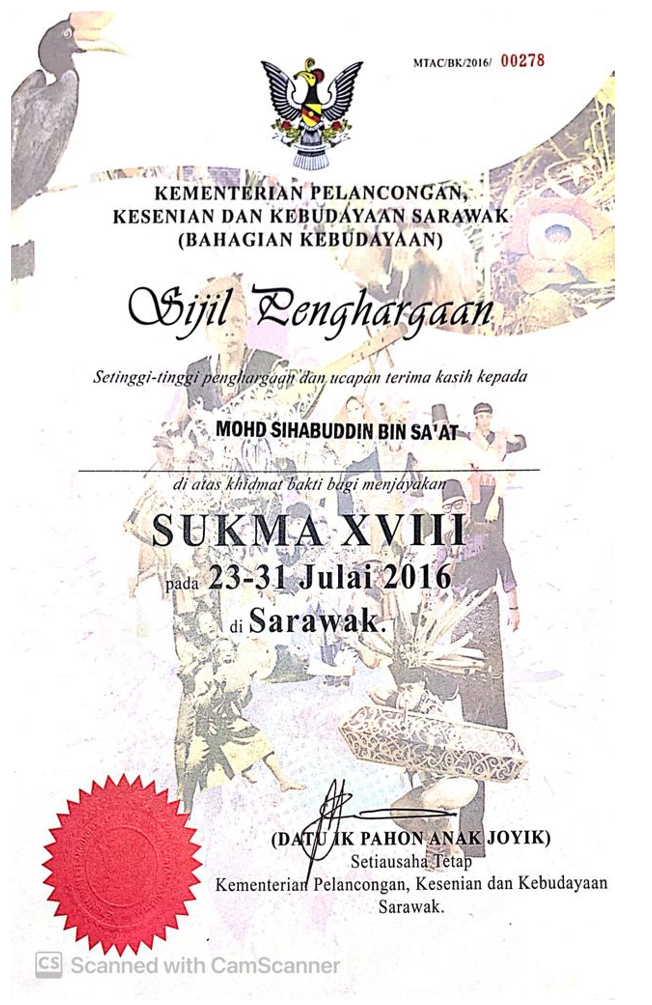 MTAC/BK/2016/ 00278
KEMENTERIAN PELANCONGAN,
KESENIAN DAN KEBUDAYAAN SARAWAK
(BAHAGIAN KEBUDAYAAN)
Sijil Penghargaan
Setinggi-tinggi penghargaan dan ucapan terima kasih kepada
MOHD SIHABUDDIN BIN SA'AT
di atas khidmat bakti bagi menjayakan
SUKMA XVIII
pada 23-31 Julai 2016
di Sarawak.
(DATU IK PAHON ANAK JOYIK)
Setiausaha Tetap
Kementerian Pelancongan, Kesenian dan Kebudayaan
Sarawak.
CS Scanned with CamScanner